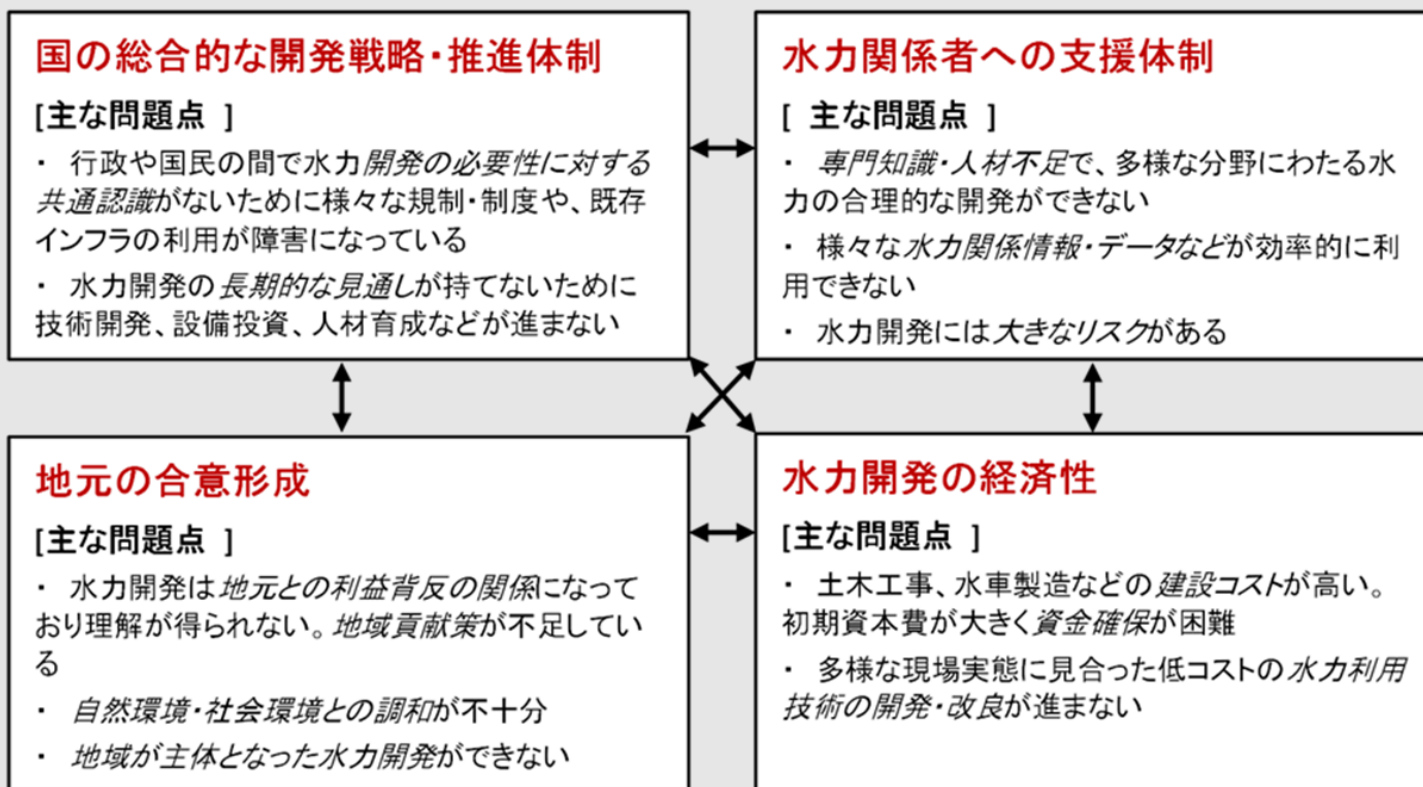 国の総合的な開発戦略・推進体制
[主な問題点 ]
・ 行政や国民の間で水力開発の必要性に対する
共通認識がないために様々な規制・制度や、既存
インフラの利用が障害になっている
・ 水力開発の長期的な見通しが持てないために
技術開発、設備投資、人材育成などが進まない
水力関係者への支援体制
[ 主な問題点 ]
・ 専門知識・人材不足で、多様な分野にわたる水
力の合理的な開発ができない
・ 様々な水力関係情報・データなどが効率的に利
用できない
・ 水力開発には大きなリスクがある
地元の合意形成
[主な問題点 ]
・ 水力開発は地元との利益背反の関係になって
おり理解が得られない。地域貢献策が不足してい
る
・ 自然環境・社会環境との調和が不十分
・ 地域が主体となった水力開発ができない
水力開発の経済性
[主な問題点 ]
・ 土木工事、水車製造などの建設コストが高い。
初期資本費が大きく資金確保が困難
・ 多様な現場実態に見合った低コストの水力利用
技術の開発・改良が進まない